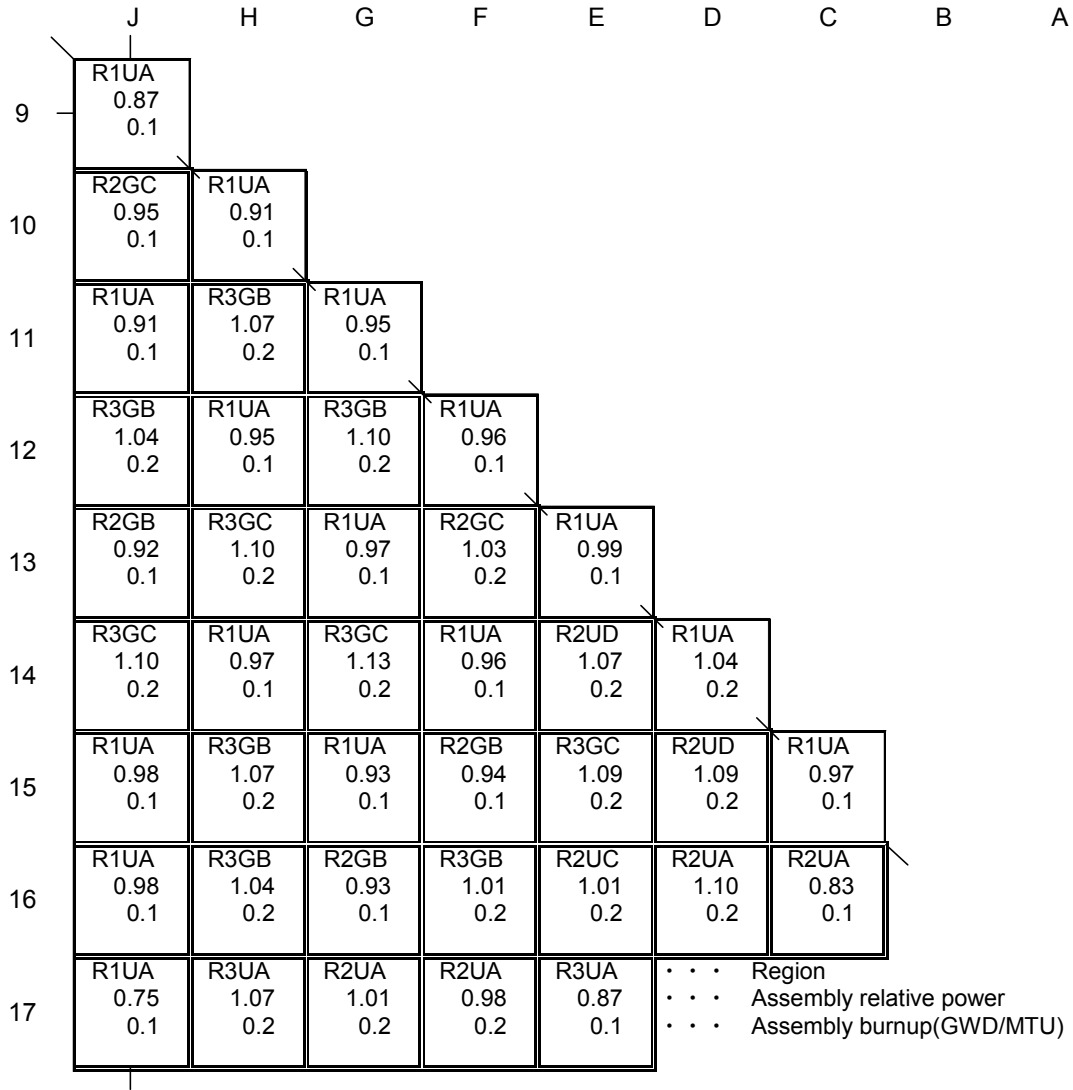 J H G F E D C B A
R1UA
9 0.87
0.1
R2GC R1UA
10 0.95 0.91
0.1 0.1
R1UA R3GB R1UA
11 0.91 1.07 0.95
0.1 0.2 0.1
R3GB R1UA R3GB R1UA
12 1.04 0.95 1.10 0.96
0.2 0.1 0.2 0.1
R2GB R3GC R1UA R2GC R1UA
13 0.92 1.10 0.97 1.03 0.99
0.1 0.2 0.1 0.2 0.1
R3GC R1UA R3GC R1UA R2UD R1UA
14 1.10 0.97 1.13 0.96 1.07 1.04
0.2 0.1 0.2 0.1 0.2 0.2
R1UA R3GB R1UA R2GB R3GC R2UD R1UA
15 0.98 1.07 0.93 0.94 1.09 1.09 0.97
0.1 0.2 0.1 0.1 0.2 0.2 0.1
R1UA R3GB R2GB R3GB R2UC R2UA R2UA
16 0.98 1.04 0.93 1.01 1.01 1.10 0.83
0.1 0.2 0.1 0.2 0.2 0.2 0.1
R1UA R3UA R2UA R2UA R3UA ・・・ Region
17 0.75 1.07 1.01 0.98 0.87 ・・・ Assembly relative power
0.1 0.2 0.2 0.2 0.1 ・・・ Assembly burnup(GWD/MTU)